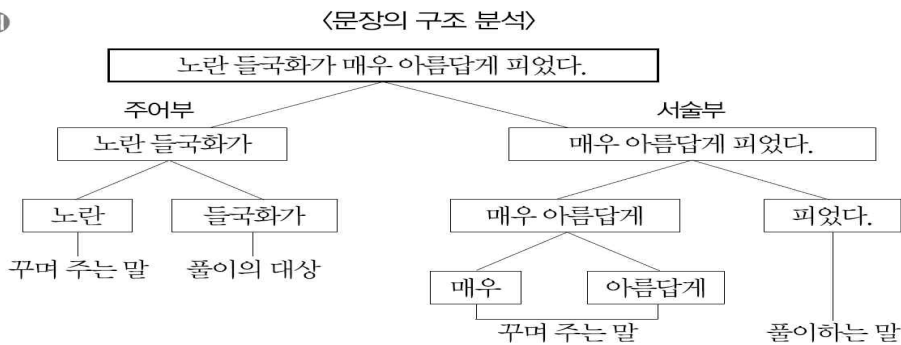 〈문장의 구조 분석〉
노란 들국화가 매우 아름답게 피었다.
주어부 서술부
노란 들국화가 매우 아름답게 피었다.
노란 들국화가 매우 아름답게 피었다.
꾸며 주는 말 풀이의 대상
매우 아름답게
꾸며 주는 말 풀이하는 말